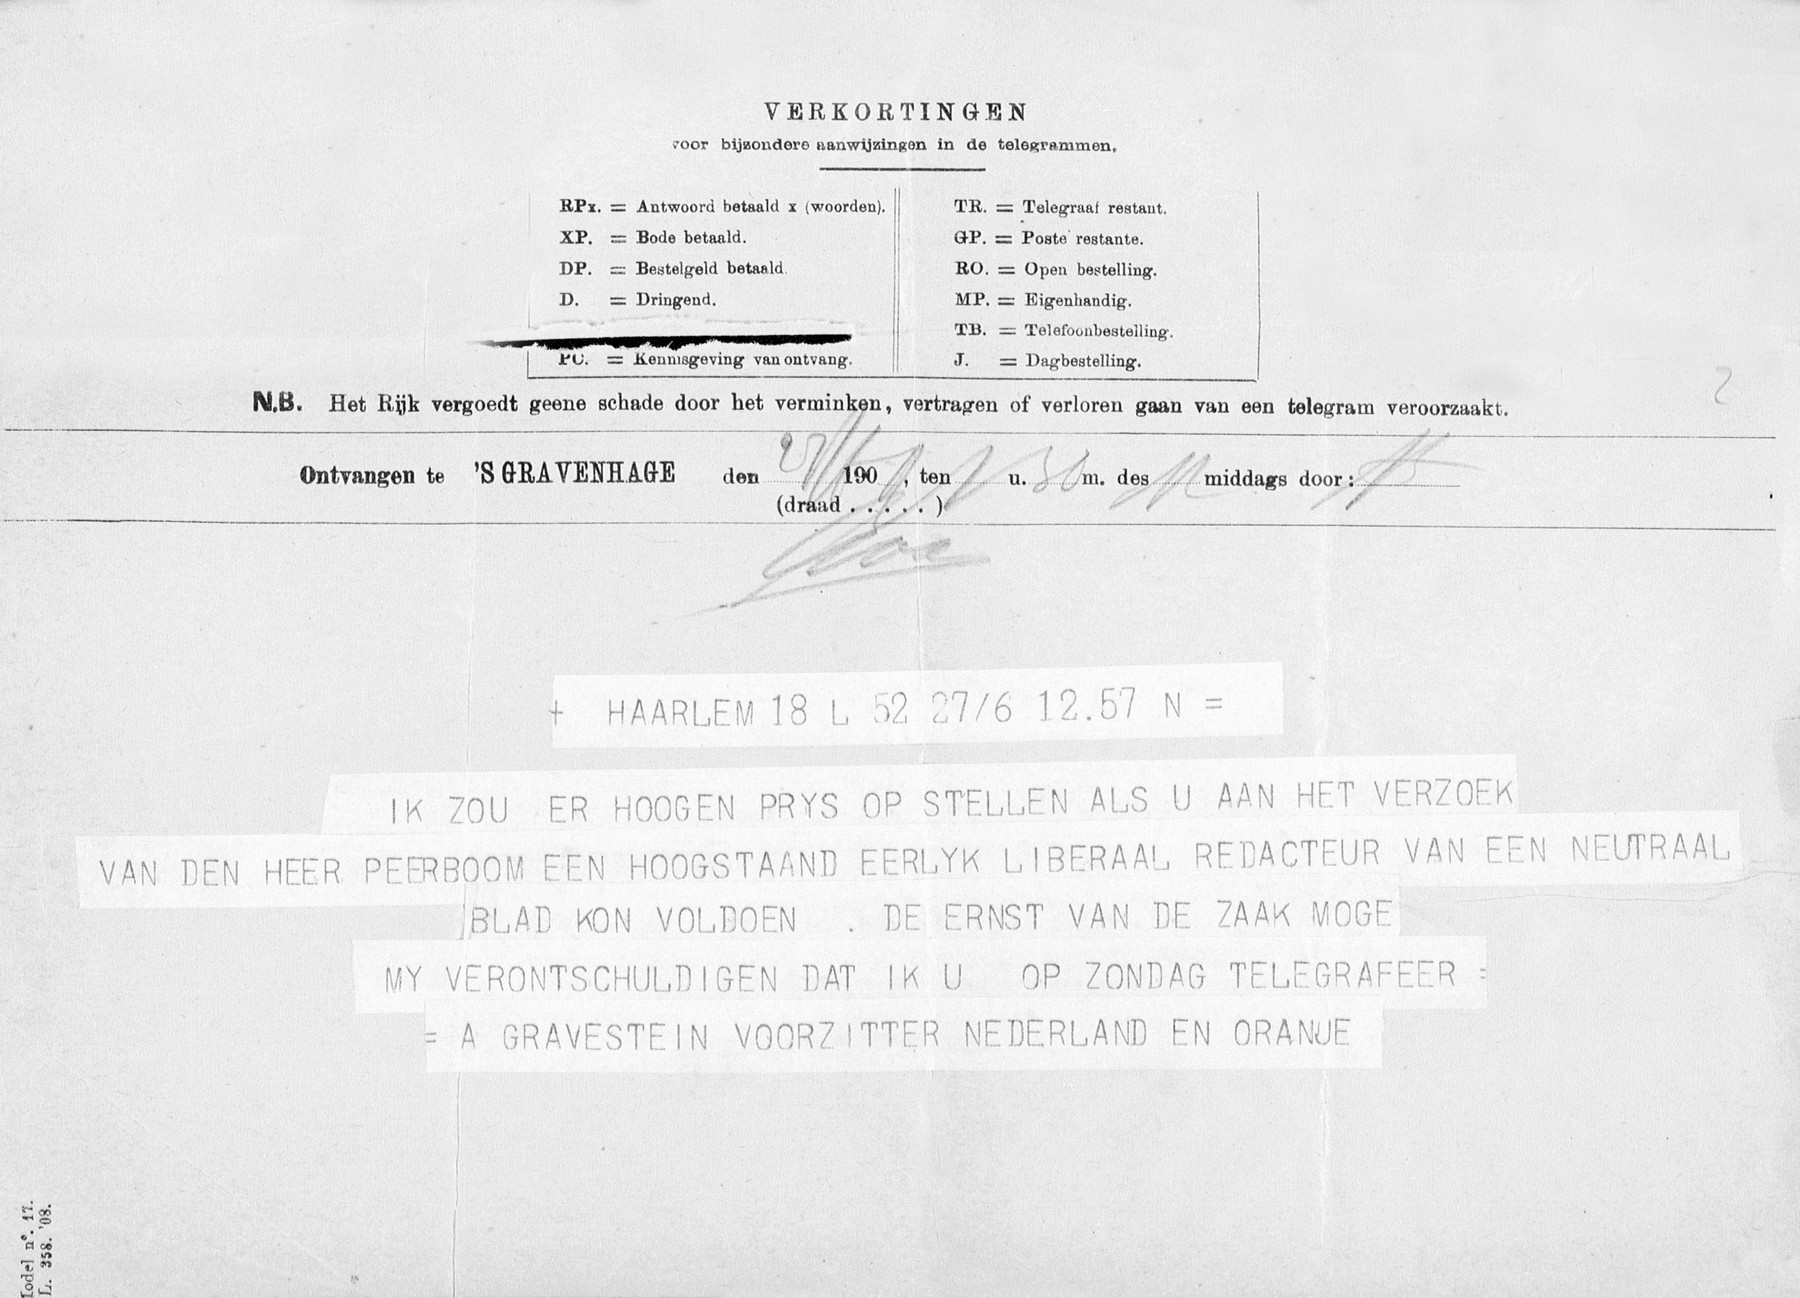 VERKORTINGEN
voor bijzondere aanwijzingen in de telegrammen.
RPx. = Antwoord betaald x (woorden).
XP. = Bode betaald.
DP. = Bestelgeld betaald.
D. = Dringend.
PC. = Kennisgeving van ontvang.
TR. = Telegraaf restant.
GP. = Poste restante.
RO. = Open bestelling.
MP. = Eigenhandig.
TB. = Telefoonbestelling.
J. = Dagbestelling.
N.B. Het Rijk vergoedt geene schade door het verminken, vertragen of verloren gaan van een telegram veroorzaakt.
2
Ontvangen te 'S GRAVENHAGE den 190 , ten u. 30 m. des middags door:
(draad . . . . . )
+ HAARLEM 18 L 52 27/6 12.57 N =
IK ZOU ER HOOGEN PRYS OP STELLEN ALS U AAN HET VERZOEK
VAN DEN HEER PEERBOOM EEN HOOGSTAAND EERLYK LIBERAAL REDACTEUR VAN EEN NEUTRAAL
BLAD KON VOLDOEN . DE ERNST VAN DE ZAAK MOGE
MY VERONTSCHULDIGEN DAT IK U OP ZONDAG TELEGRAFEER =
= A GRAVESTEIN VOORZITTER NEDERLAND EN ORANJE
lodel n°. 17.
L. 358. '08.